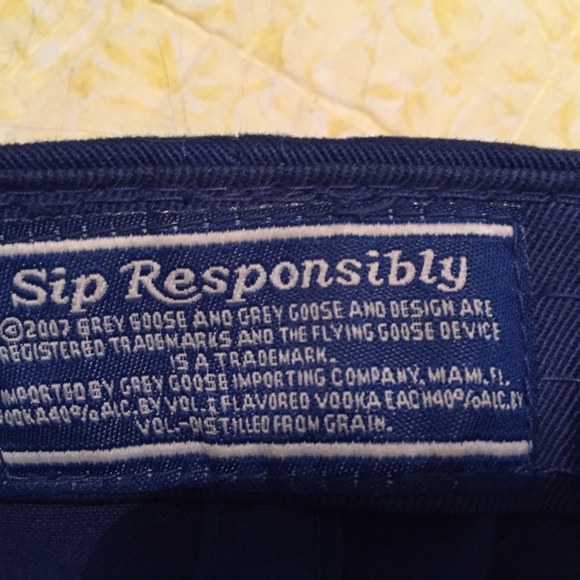 Sip Responsibly
©2007 GREY GOOSE AND GREY GOOSE AND DESIGN ARE
REGISTERED TRADEMARKS AND THE FLYING GOOSE DEVICE
IS A TRADEMARK.
IMPORTED BY GREY GOOSE IMPORTING COMPANY, MIAMI, FL.
VODKA 40% ALC. BY VOL. & FLAVORED VODKA EACH 40% ALC. BY
VOL.-DISTILLED FROM GRAIN.